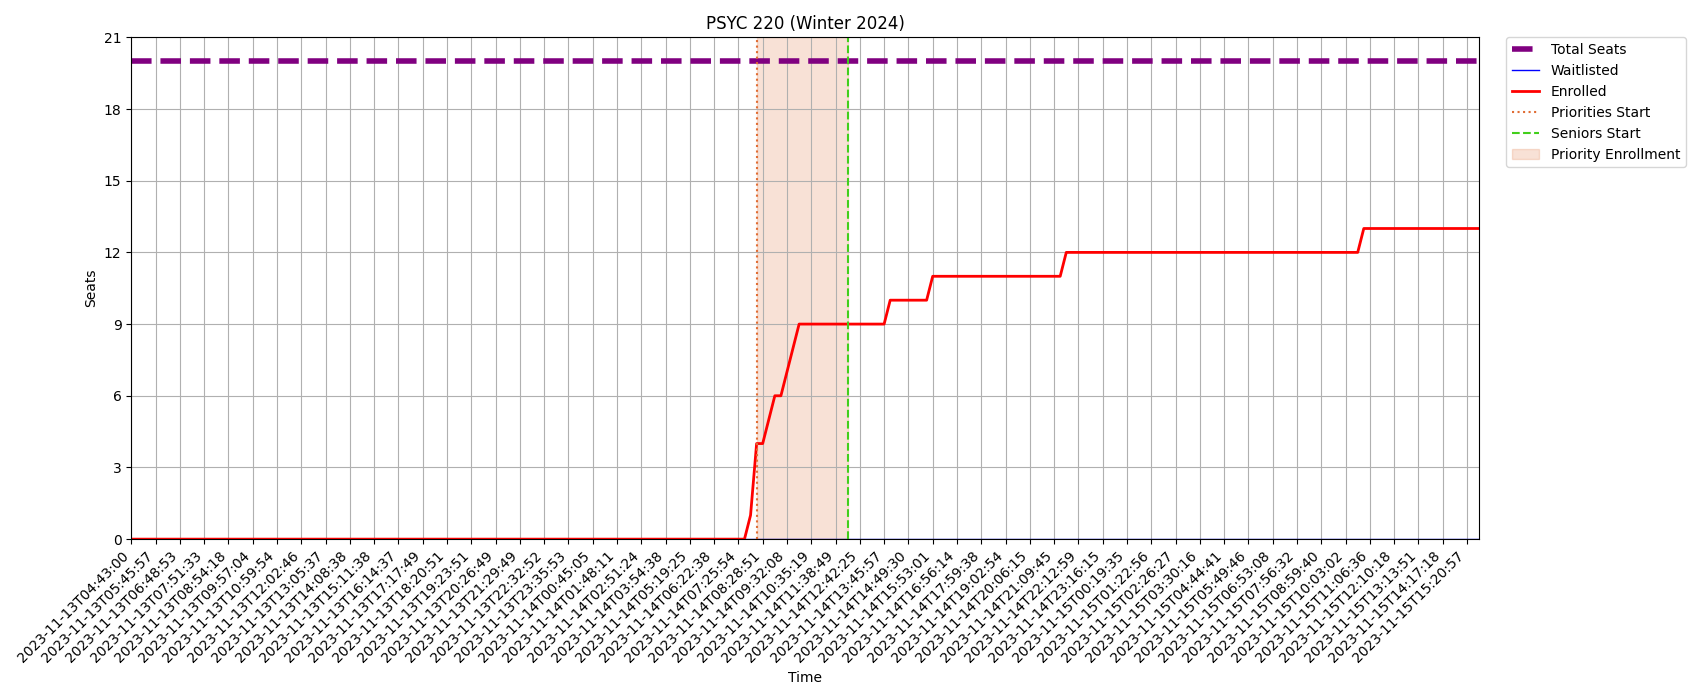 PSYC 220 (Winter 2024)
21
18
15
12
9
6
3
0
Seats
Total Seats
Waitlisted
Enrolled
Priorities Start
Seniors Start
Priority Enrollment
2023-11-13T04:43:00
2023-11-13T05:45:57
2023-11-13T06:48:53
2023-11-13T07:51:33
2023-11-13T08:54:18
2023-11-13T09:57:04
2023-11-13T10:59:54
2023-11-13T12:02:46
2023-11-13T13:05:37
2023-11-13T14:08:38
2023-11-13T15:11:38
2023-11-13T16:14:37
2023-11-13T17:17:49
2023-11-13T18:20:51
2023-11-13T19:23:51
2023-11-13T20:26:49
2023-11-13T21:29:49
2023-11-13T22:32:52
2023-11-13T23:35:53
2023-11-14T00:45:05
2023-11-14T01:48:11
2023-11-14T02:51:24
2023-11-14T03:54:38
2023-11-14T05:19:25
2023-11-14T06:22:38
2023-11-14T07:25:54
2023-11-14T08:28:51
2023-11-14T09:32:08
2023-11-14T10:35:19
2023-11-14T11:38:49
2023-11-14T12:42:25
2023-11-14T13:45:57
2023-11-14T14:49:30
2023-11-14T15:53:01
2023-11-14T16:56:14
2023-11-14T17:59:38
2023-11-14T19:02:54
2023-11-14T20:06:15
2023-11-14T21:09:45
2023-11-14T22:12:59
2023-11-14T23:16:15
2023-11-15T00:19:35
2023-11-15T01:22:56
2023-11-15T02:26:27
2023-11-15T03:30:16
2023-11-15T04:44:41
2023-11-15T05:49:46
2023-11-15T06:53:08
2023-11-15T07:56:32
2023-11-15T08:59:40
2023-11-15T10:03:02
2023-11-15T11:06:36
2023-11-15T12:10:18
2023-11-15T13:13:51
2023-11-15T14:17:18
2023-11-15T15:20:57
Time